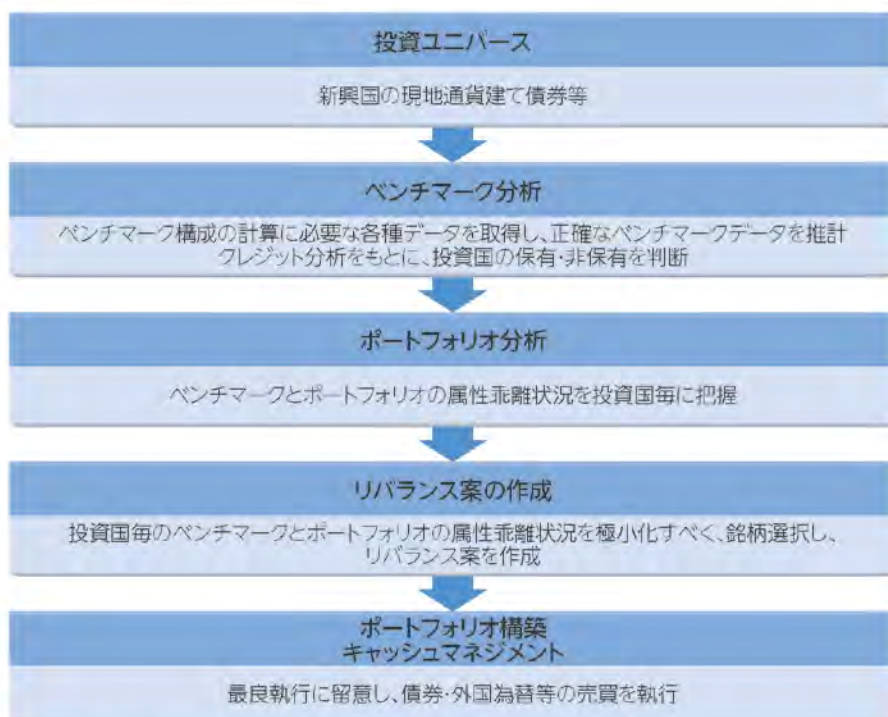 投資ユニバース
新興国の現地通貨建て債券等
ベンチマーク分析
ベンチマーク構成の計算に必要な各種データを取得し、正確なベンチマークデータを推計
クレジット分析をもとに、投資国の保有・非保有を判断
ポートフォリオ分析
ベンチマークとポートフォリオの属性乖離状況を投資国毎に把握
リバランス案の作成
投資国毎のベンチマークとポートフォリオの属性乖離状況を極小化すべく、銘柄選択し、
リバランス案を作成
ポートフォリオ構築
キャッシュマネジメント
最良執行に留意し、債券・外国為替等の売買を執行